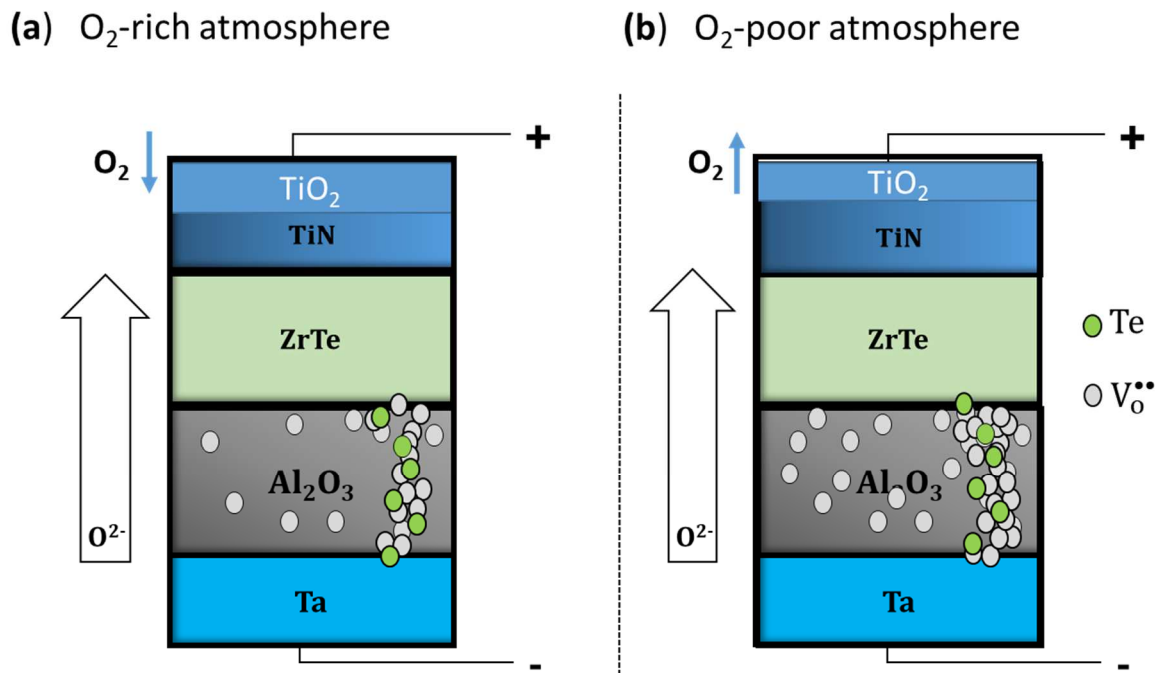 (a) O₂-rich atmosphere
O₂
+
TiO₂
TiN
ZrTe
Al₂O₃
O²⁻
Ta
-
(b) O₂-poor atmosphere
O₂
+
TiO₂
TiN
ZrTe
Al₂O₃
O²⁻
Ta
-
Te
Vₒ^••